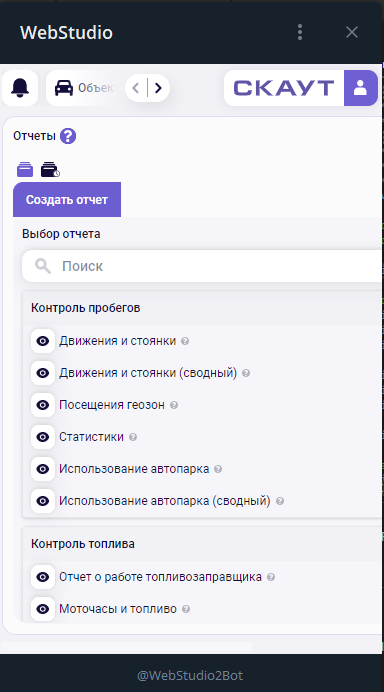 WebStudio
Объек
СКАУТ
Отчеты ?
Создать отчет
Выбор отчета
Поиск
Контроль пробегов
Движения и стоянки ?
Движения и стоянки (сводный) ?
Посещения геозон ?
Статистики ?
Использование автопарка ?
Использование автопарка (сводный) ?
Контроль топлива
Отчет о работе топливозаправщика ?
Моточасы и топливо ?
@WebStudio2Bot